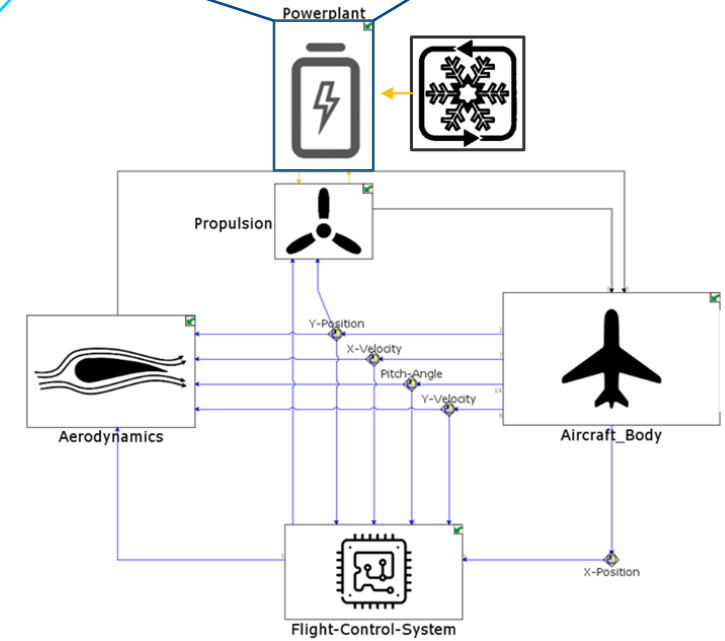 Powerplant
Propulsion
Y-Position
X-Velocity
Pitch-Angle
Y-Velocity
Aerodynamics
Aircraft_Body
X-Position
Flight-Control-System